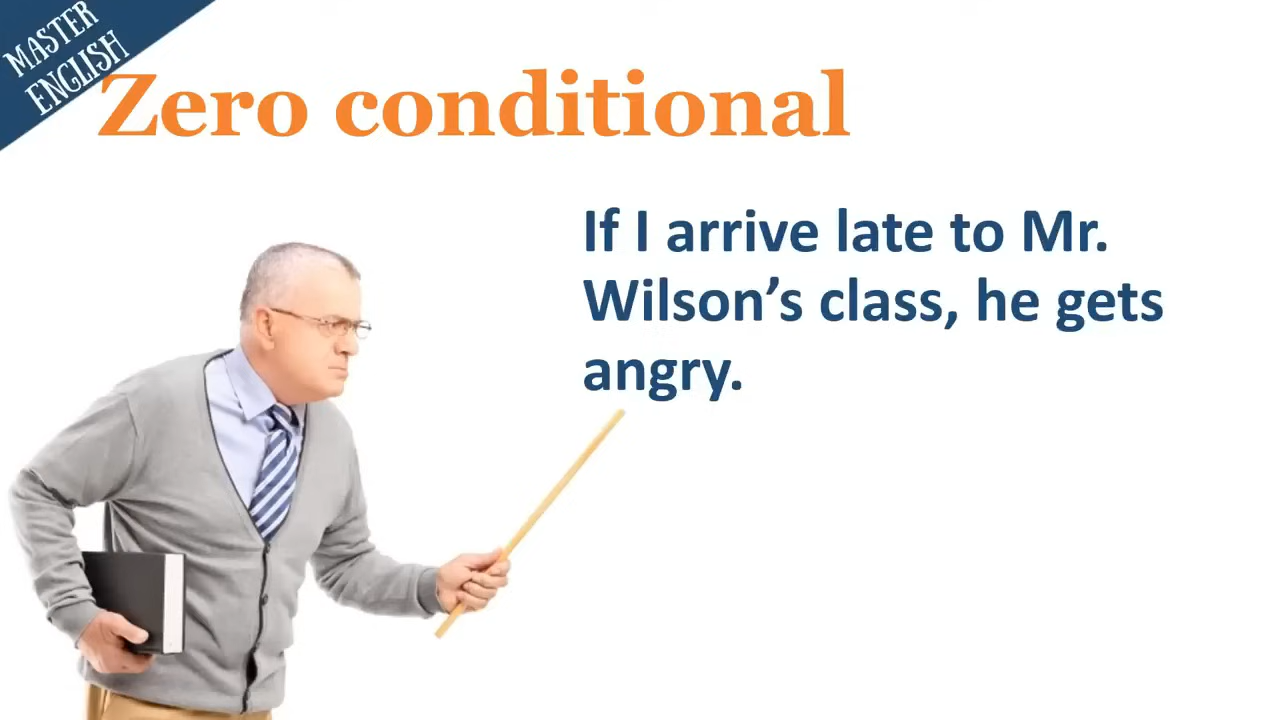 MASTER
ENGLISH
Zero conditional
If I arrive late to Mr.
Wilson’s class, he gets
angry.